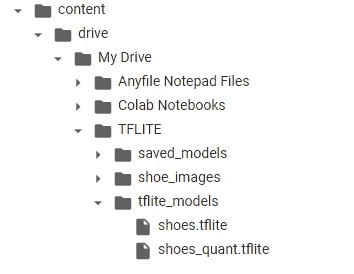 content
drive
My Drive
Anyfile Notepad Files
Colab Notebooks
TFLITE
saved_models
shoe_images
tflite_models
shoes.tflite
shoes_quant.tflite